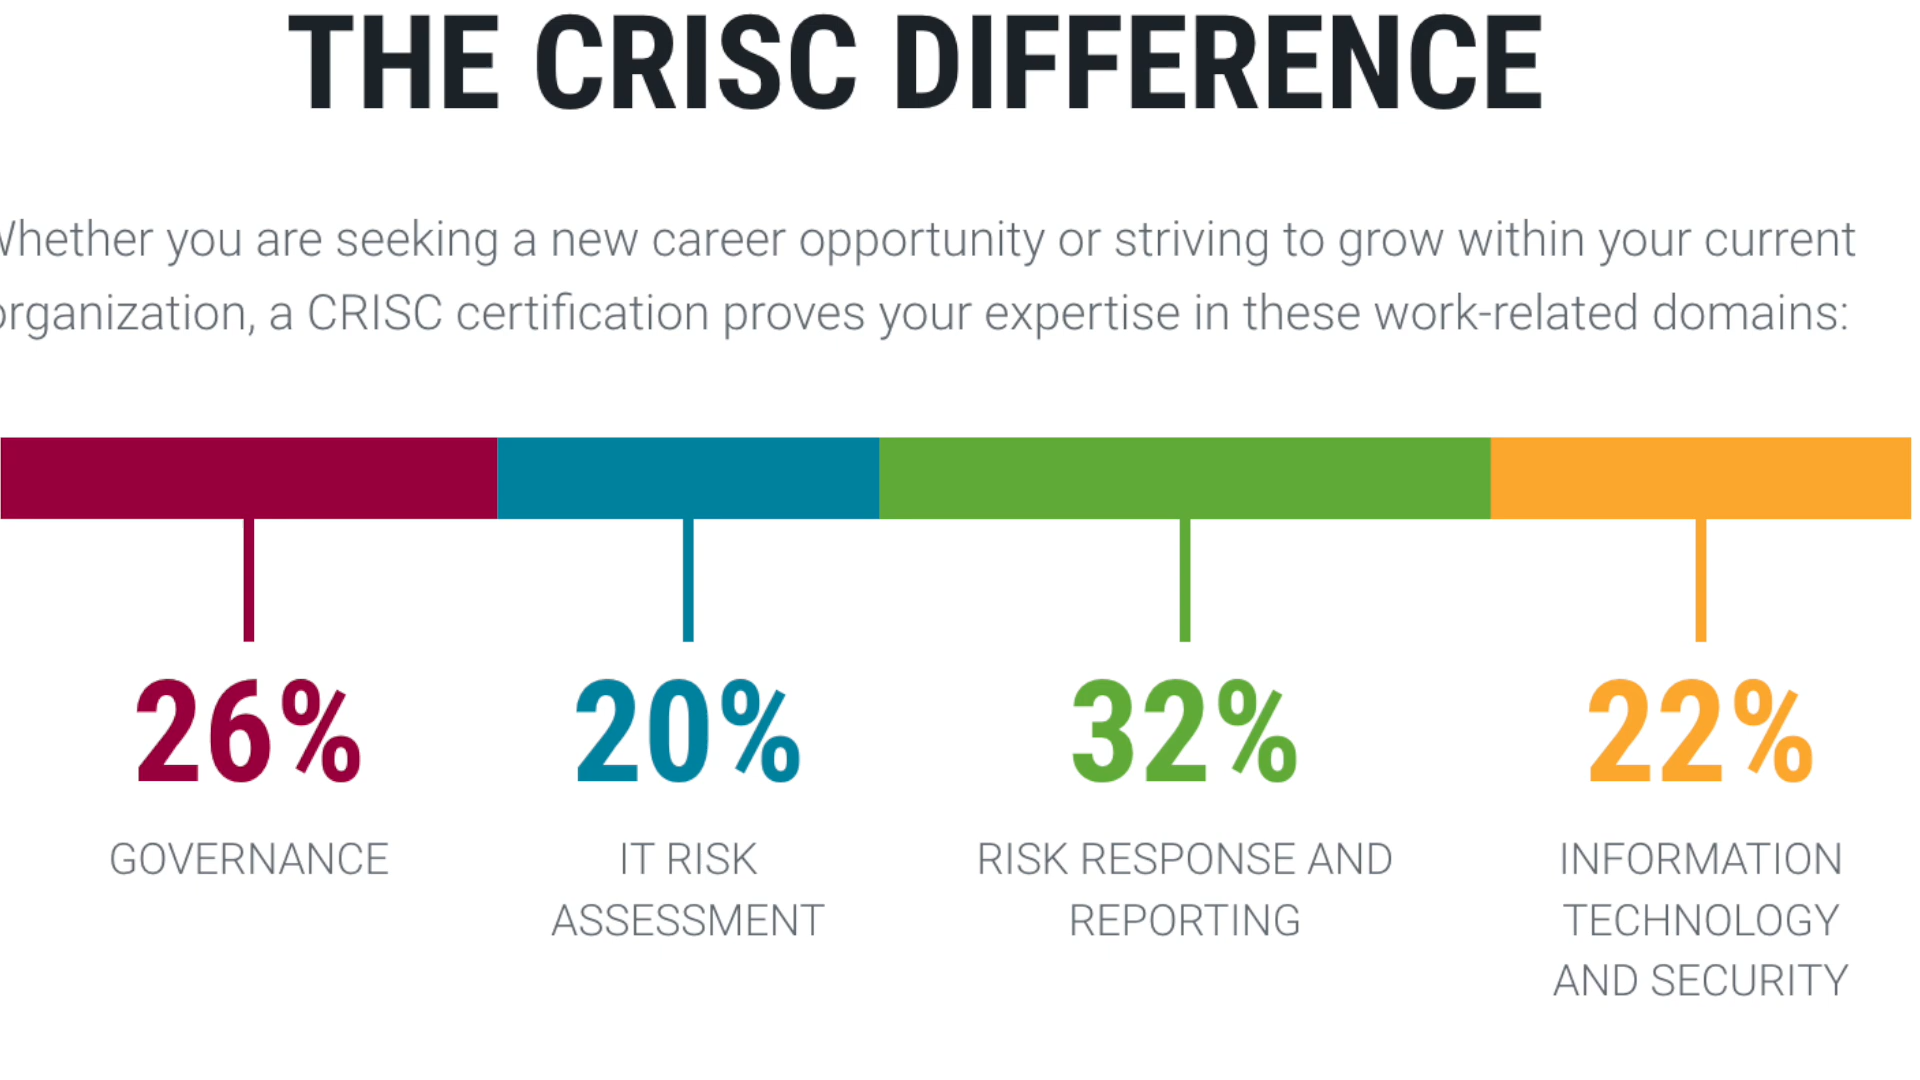 THE CRISC DIFFERENCE
Whether you are seeking a new career opportunity or striving to grow within your current
organization, a CRISC certification proves your expertise in these work-related domains:
26%
GOVERNANCE
20%
IT RISK
ASSESSMENT
32%
RISK RESPONSE AND
REPORTING
22%
INFORMATION
TECHNOLOGY
AND SECURITY